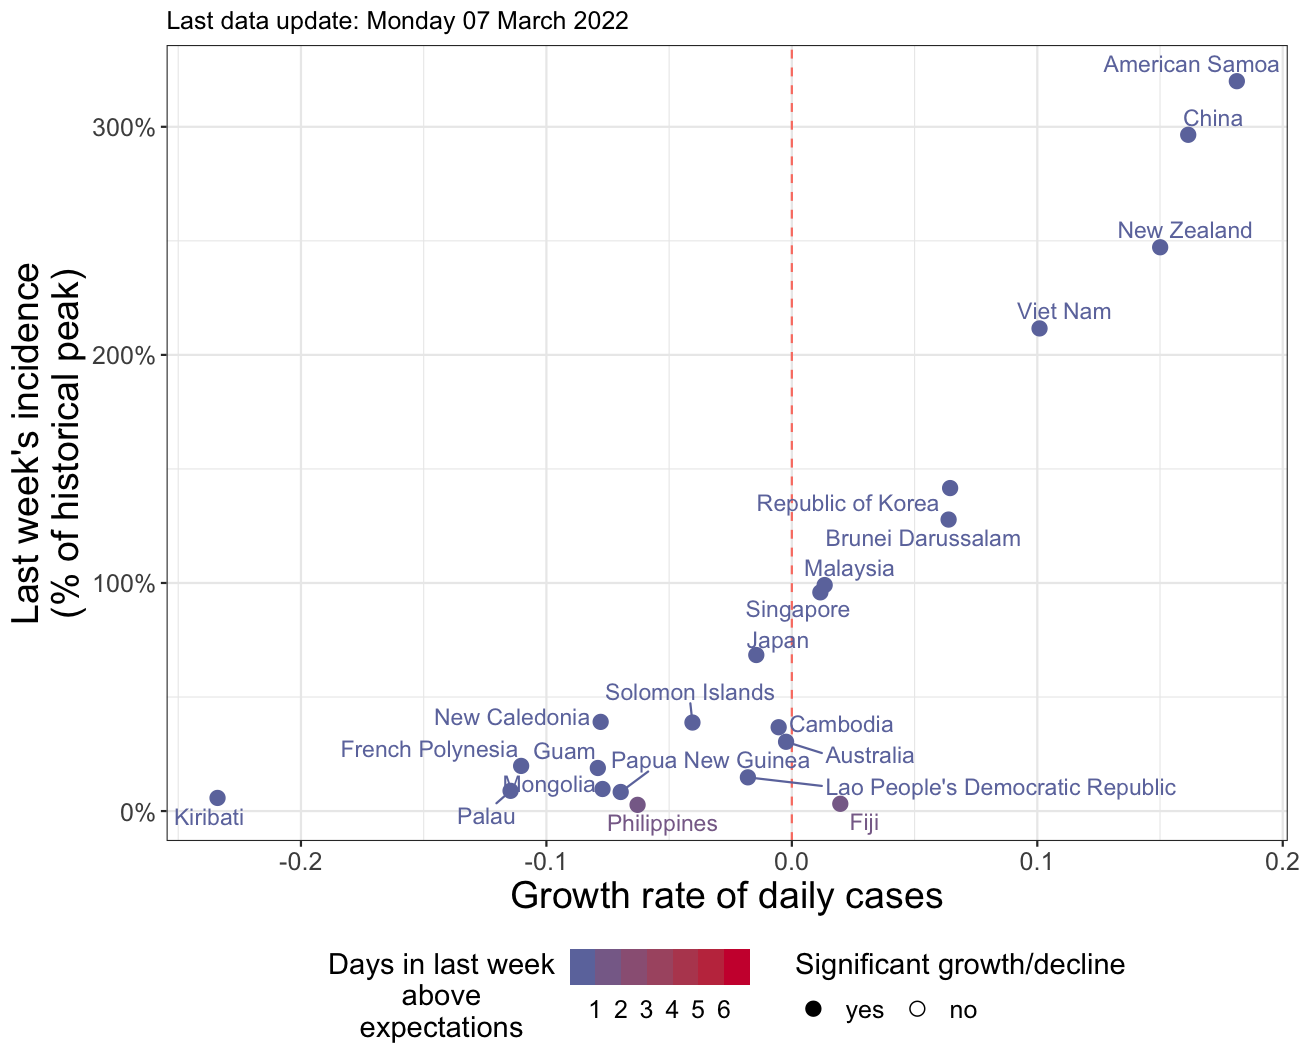 Last data update: Monday 07 March 2022
American Samoa
300%
China
New Zealand
Viet Nam
200%
Last week's incidence
(% of historical peak)
Republic of Korea
Brunei Darussalam
Malaysia
100%
Singapore
Japan
Solomon Islands
New Caledonia
Cambodia
French Polynesia
Guam
Australia
Papua New Guinea
Mongolia
Lao People's Democratic Republic
0%
Kiribati
Palau
Philippines
Fiji
-0.2 -0.1 0.0 0.1 0.2
Growth rate of daily cases
Days in last week
above
expectations
1 2 3 4 5 6
Significant growth/decline
yes no